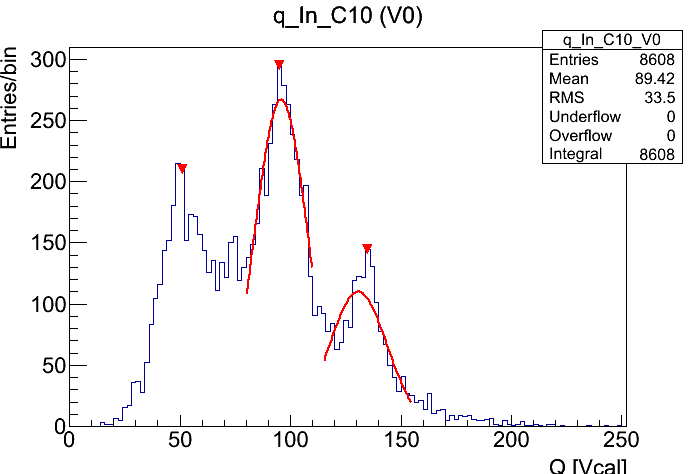 q_In_C10 (V0)
q_In_C10_V0
Entries 8608
Mean 89.42
RMS 33.5
Underflow 0
Overflow 0
Integral 8608
Entries/bin
300
250
200
150
100
50
0
0 50 100 150 200 250
Q [Vcal]